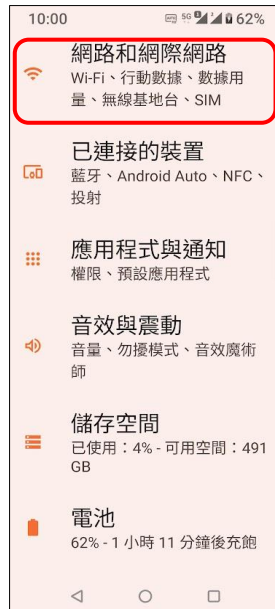 10:00 5G 62%
網路和網際網路
Wi-Fi、行動數據、數據用
量、無線基地台、SIM
已連接的裝置
藍牙、Android Auto、NFC、
投射
應用程式與通知
權限、預設應用程式
音效與震動
音量、勿擾模式、音效魔術
師
儲存空間
已使用：4% - 可用空間：491
GB
電池
62% - 1 小時 11 分鐘後充飽